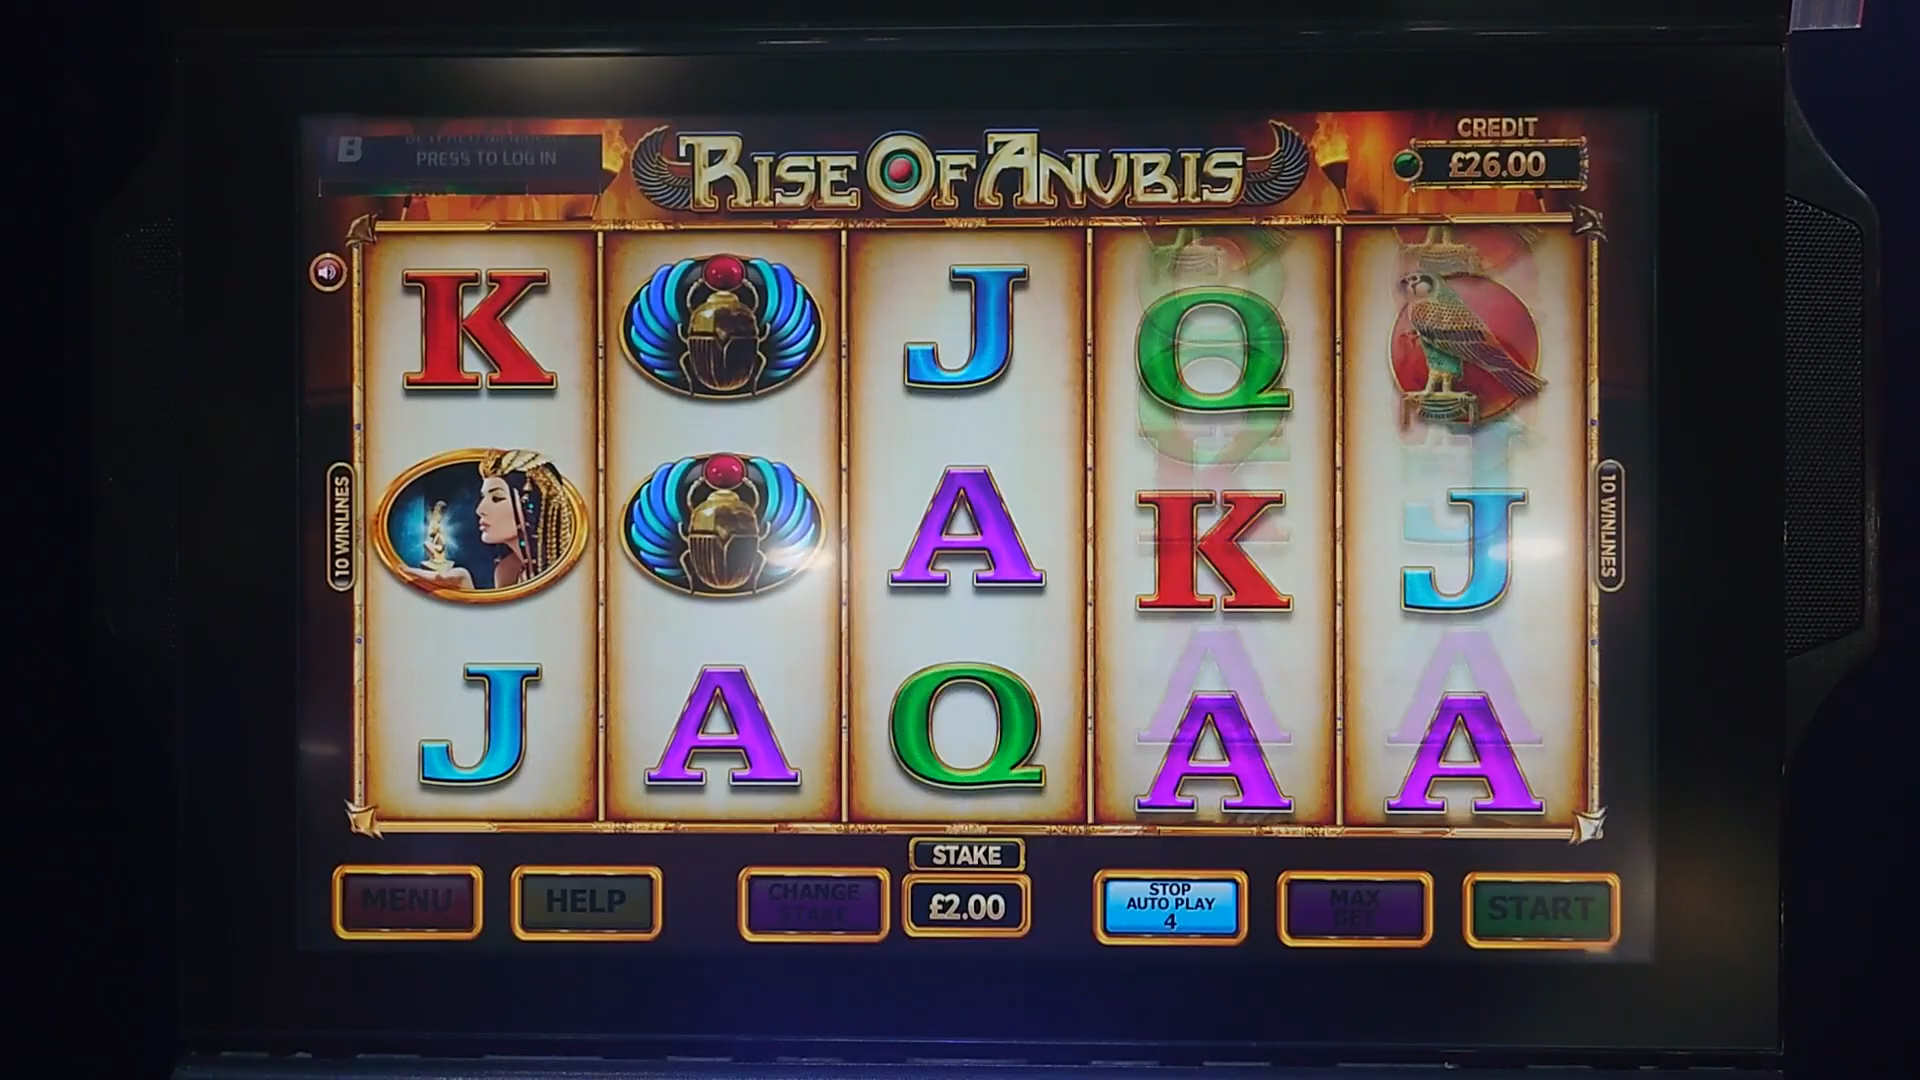 B
PRESS TO LOG IN
RISE OF ANUBIS
CREDIT
£26.00
K J Q
10 WINLINES
J A K J
10 WINLINES
A Q A A
STAKE
MENU
HELP
CHANGE
STAKE
£2.00
STOP
AUTO PLAY
4
MAX
BET
START